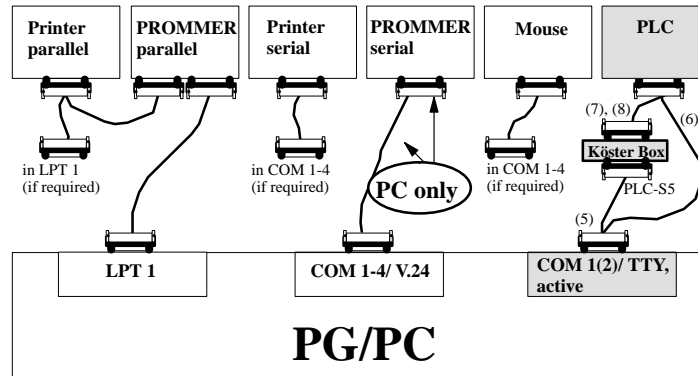 Printer
parallel
PROMMER
parallel
Printer
serial
PROMMER
serial
Mouse
PLC
(7), (8)
(6)
in LPT 1
(if required)
in COM 1-4
(if required)
PC only
in COM 1-4
(if required)
Köster Box
PLC-S5
(5)
LPT 1
COM 1-4/ V.24
COM 1(2)/ TTY,
active
PG/PC